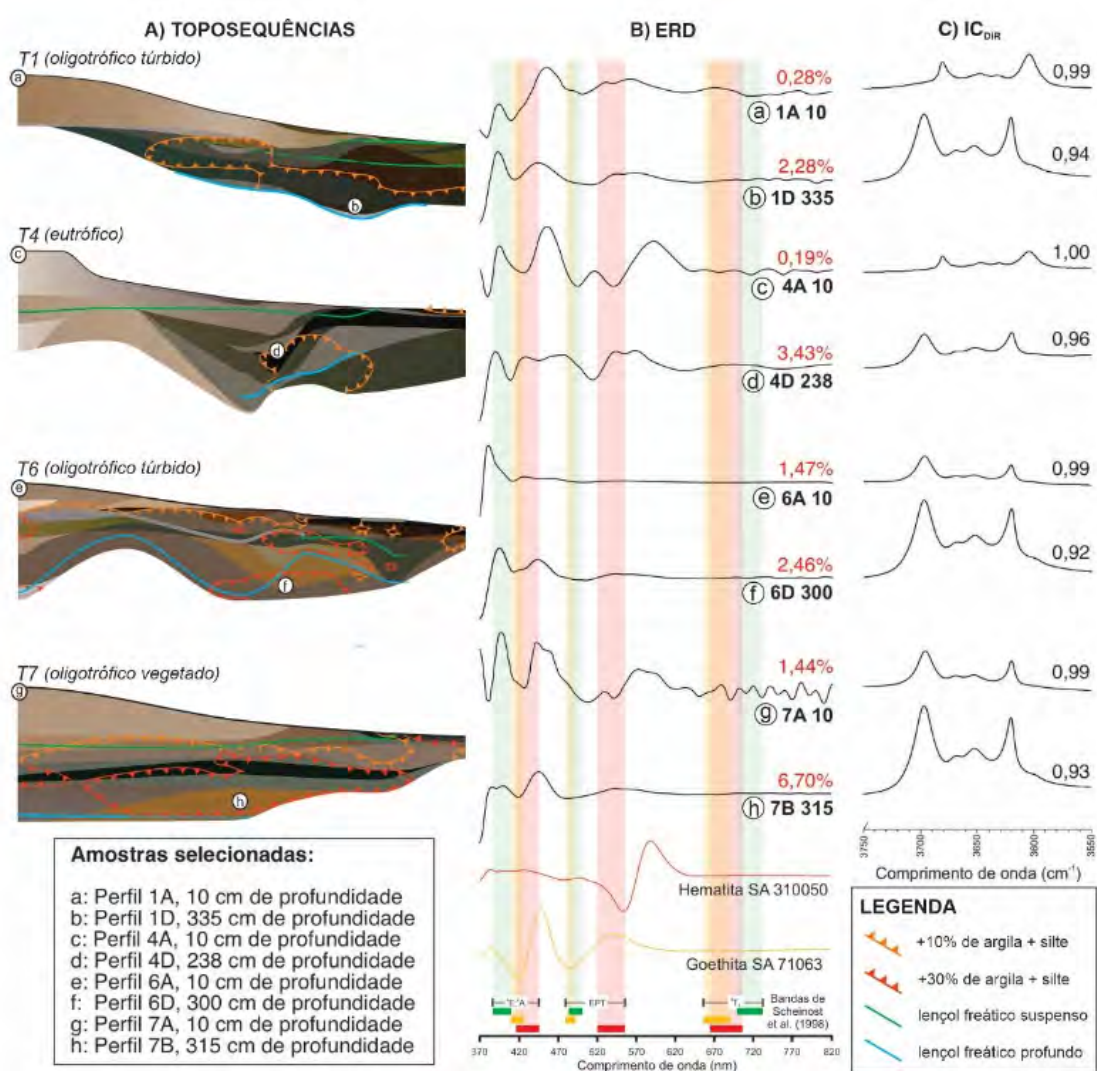 A) TOPOSEQUÊNCIAS
B) ERD
C) IC_DIR
T1 (oligotrófico túrbido)
a
b
0,28%
a 1A 10
2,28%
b 1D 335
0,99
0,94
T4 (eutrófico)
c
d
0,19%
c 4A 10
3,43%
d 4D 238
1,00
0,96
T6 (oligotrófico túrbido)
e
f
1,47%
e 6A 10
2,46%
f 6D 300
0,99
0,92
T7 (oligotrófico vegetado)
g
h
1,44%
g 7A 10
6,70%
h 7B 315
0,99
0,93
Hematita SA 310050
Goethita SA 71063
EPT
Bandas de
Scheinost
et al. (1998)
370 420 470 520 570 620 670 720 770 820
Comprimento de onda (nm)
3750 3700 3650 3600 3550
Comprimento de onda (cm⁻¹)
Amostras selecionadas:
a: Perfil 1A, 10 cm de profundidade
b: Perfil 1D, 335 cm de profundidade
c: Perfil 4A, 10 cm de profundidade
d: Perfil 4D, 238 cm de profundidade
e: Perfil 6A, 10 cm de profundidade
f: Perfil 6D, 300 cm de profundidade
g: Perfil 7A, 10 cm de profundidade
h: Perfil 7B, 315 cm de profundidade
LEGENDA
+10% de argila + silte
+30% de argila + silte
lençol freático suspenso
lençol freático profundo